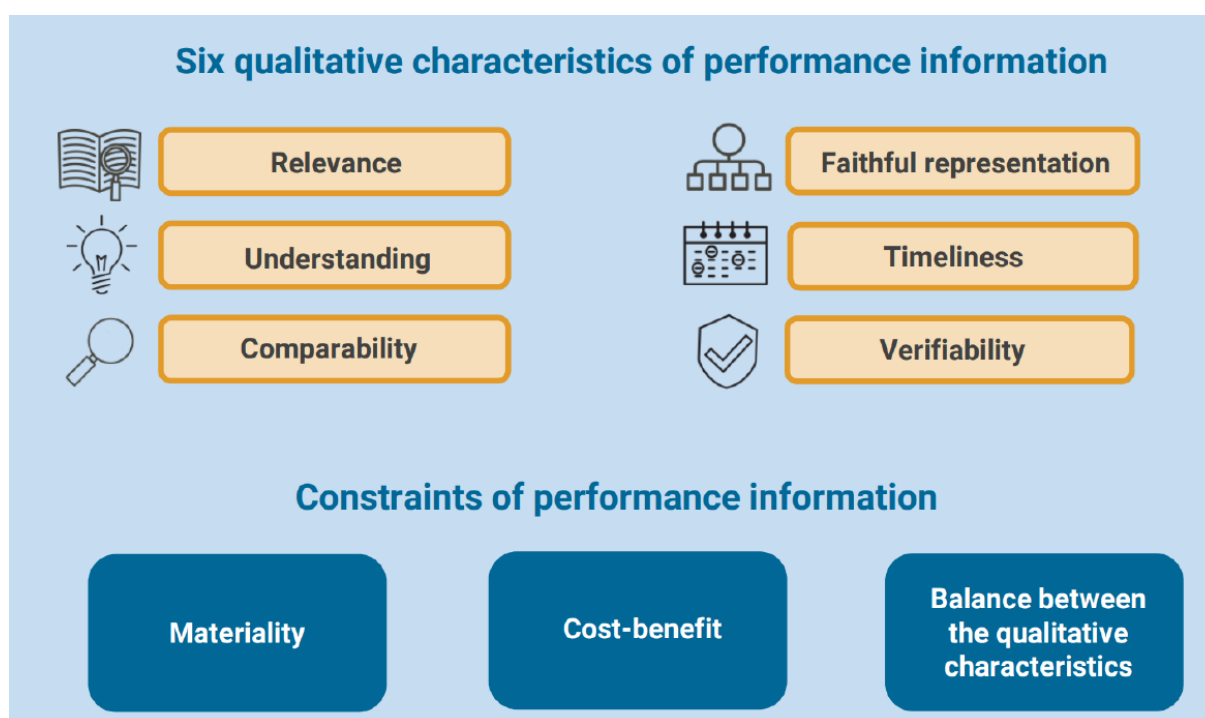 Six qualitative characteristics of performance information
Relevance
Faithful representation
Understanding
Timeliness
Comparability
Verifiability
Constraints of performance information
Materiality
Cost-benefit
Balance between
the qualitative
characteristics